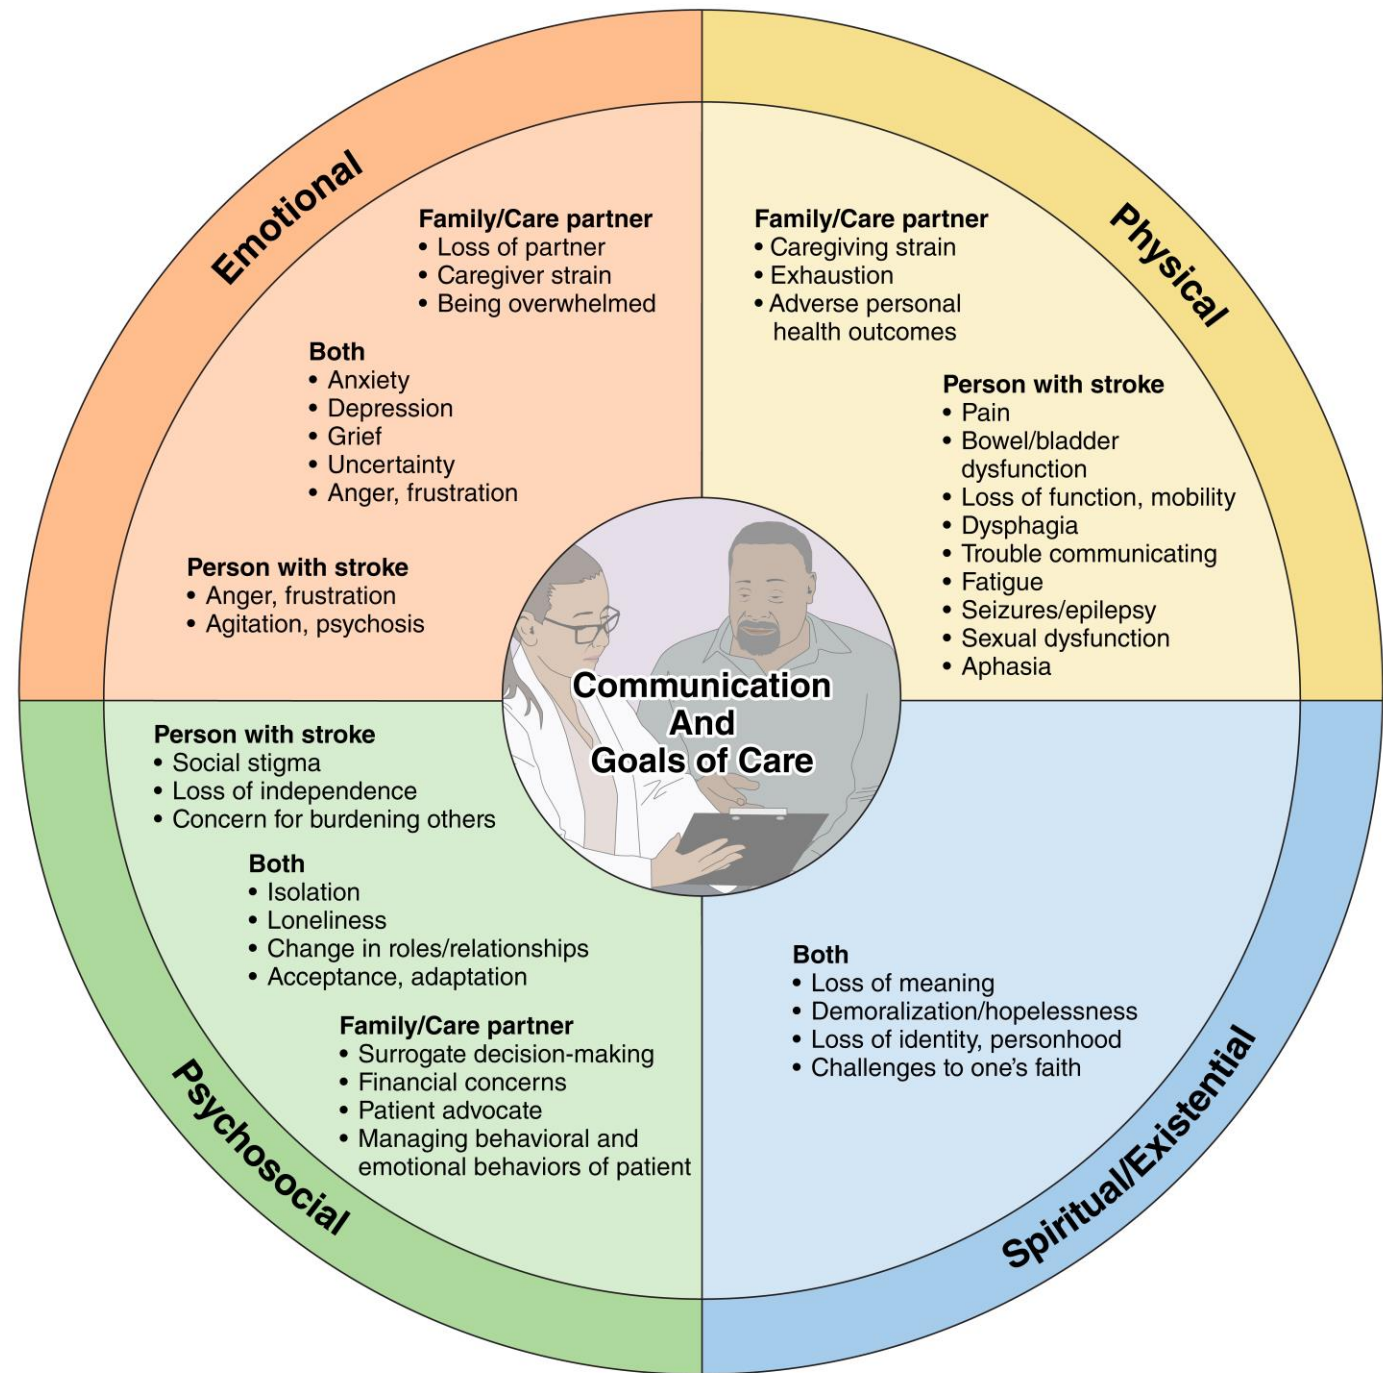 Emotional
Family/Care partner
• Loss of partner
• Caregiver strain
• Being overwhelmed
Both
• Anxiety
• Depression
• Grief
• Uncertainty
• Anger, frustration
Person with stroke
• Anger, frustration
• Agitation, psychosis
Physical
Family/Care partner
• Caregiving strain
• Exhaustion
• Adverse personal
health outcomes
Person with stroke
• Pain
• Bowel/bladder
dysfunction
• Loss of function, mobility
• Dysphagia
• Trouble communicating
• Fatigue
• Seizures/epilepsy
• Sexual dysfunction
• Aphasia
Communication
And
Goals of Care
Psychosocial
Person with stroke
• Social stigma
• Loss of independence
• Concern for burdening others
Both
• Isolation
• Loneliness
• Change in roles/relationships
• Acceptance, adaptation
Family/Care partner
• Surrogate decision-making
• Financial concerns
• Patient advocate
• Managing behavioral and
emotional behaviors of patient
Spiritual/Existential
Both
• Loss of meaning
• Demoralization/hopelessness
• Loss of identity, personhood
• Challenges to one’s faith